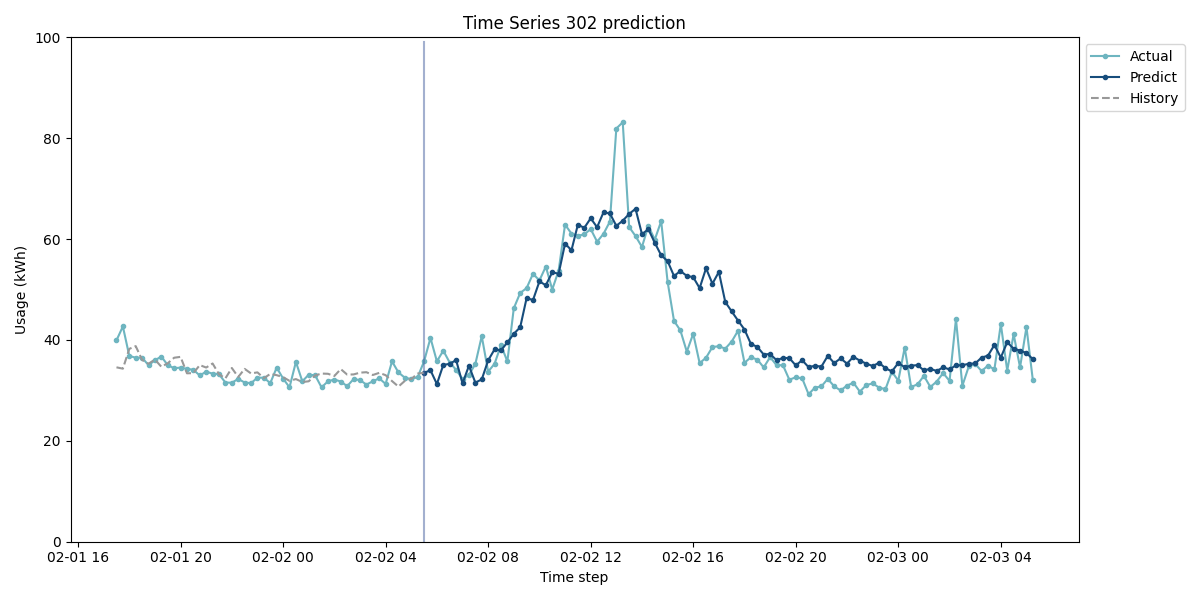 Time Series 302 prediction
100
80
60
40
20
0
Usage (kWh)
02-01 16
02-01 20
02-02 00
02-02 04
02-02 08
02-02 12
02-02 16
02-02 20
02-03 00
02-03 04
Time step
Actual
Predict
History